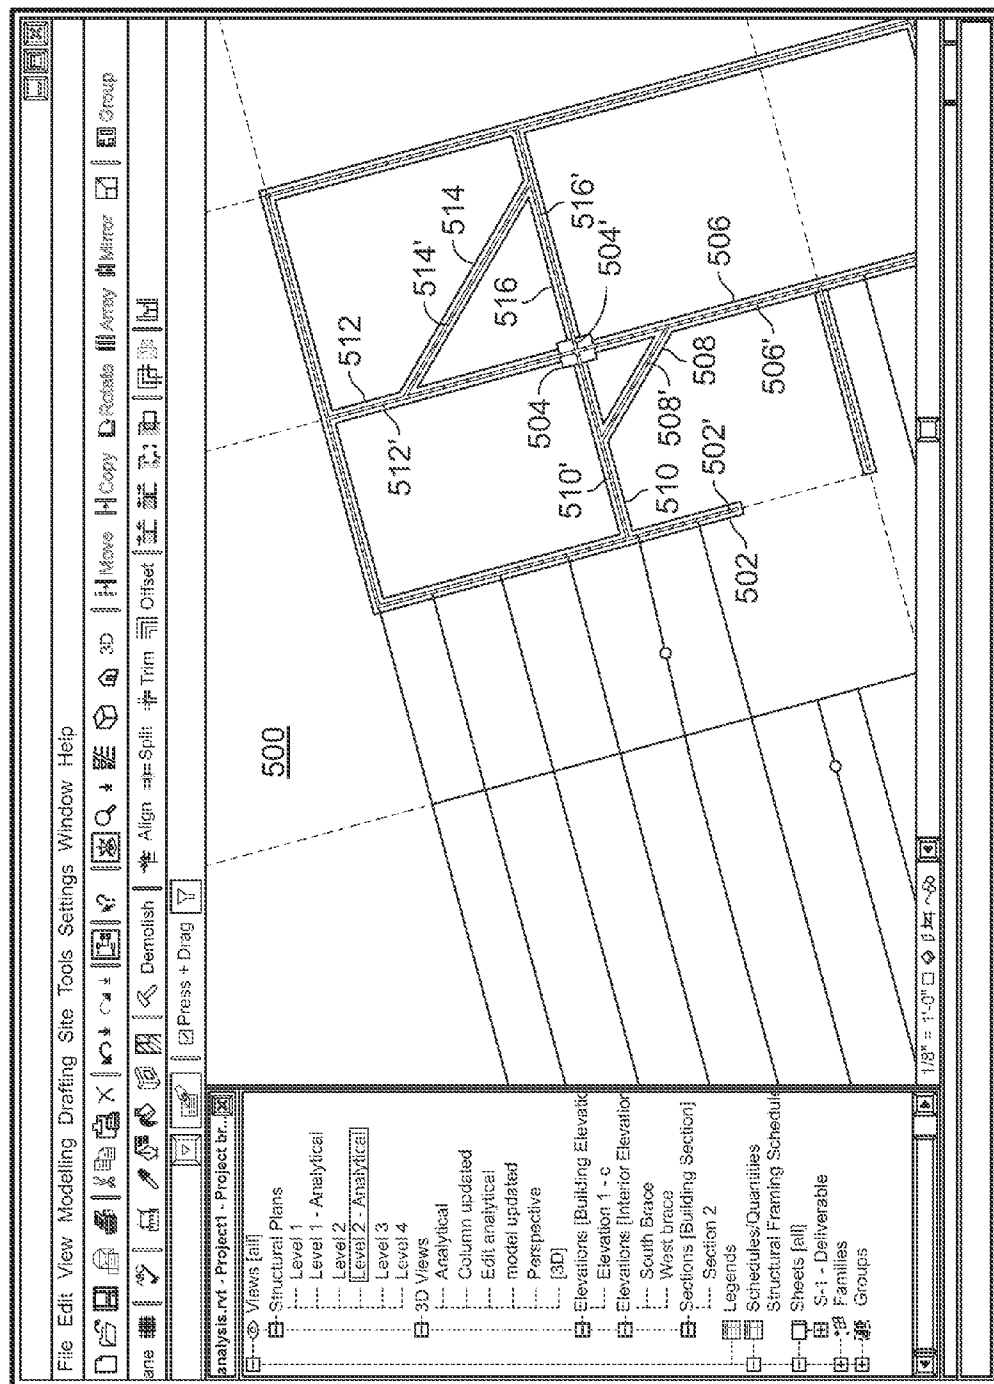 File Edit View Modelling Drafting Site Tools Settings Window Help
3D Move Copy Rotate Array Mirror Group
ane Demolish Align Split Trim Offset
Press + Drag
analysis.rvt - Project1 - Project br...
Views [all]
Structural Plans
Level 1
Level 1 - Analytical
Level 2
Level 2 - Analytical
Level 3
Level 4
3D Views
Analytical
Column updated
Edit analytical
model updated
Perspective
[3D]
Elevations [Building Elevatic
Elevation 1 - c
Elevations [Interior Elevation
South Brace
West brace
Sections [Building Section]
Section 2
Legends
Schedules/Quantities
Structural Framing Schedul
Sheets [all]
S-1 - Deliverable
Families
Groups
500
512
514'
514
512'
516
516'
504'
504
506
510'
508
508'
506'
510
502'
502
1/8" = 1'-0"